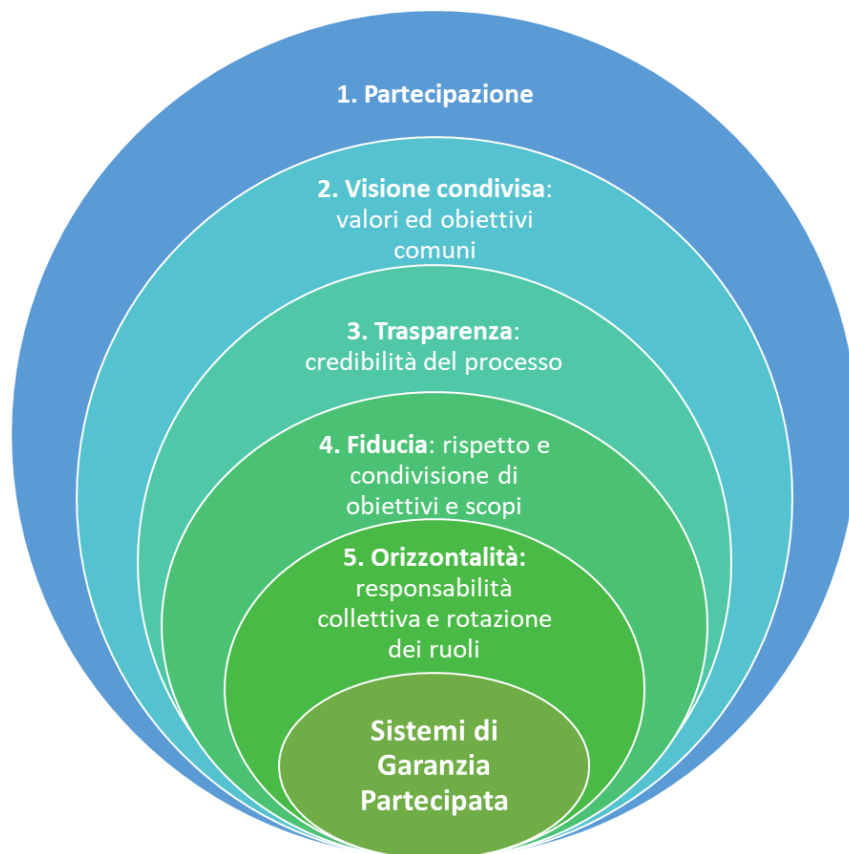 1. Partecipazione
2. Visione condivisa:
valori ed obiettivi
comuni
3. Trasparenza:
credibilità del processo
4. Fiducia: rispetto e
condivisione di
obiettivi e scopi
5. Orizzontalità:
responsabilità
collettiva e rotazione
dei ruoli
Sistemi di
Garanzia
Partecipata